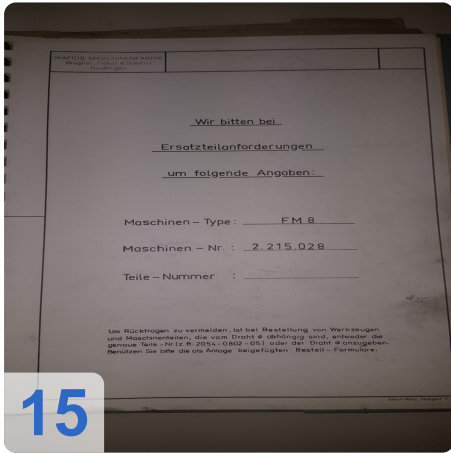 WAFIOS MASCHINENFABRIK
Wagner, & Schmid
Reutlingen
Wir bitten bei
Ersatzteilanforderungen
um folgende Angaben:
Maschinen – Type : FM 8
Maschinen – Nr. : 2.215.028
Teile – Nummer :
Um Rückfragen zu vermeiden, ist bei Bestellung von Werkzeugen
und Maschinenteilen, die vom Draht ø abhängig sind, entweder die
genaue Teile – Nr. (z.B. 2054-0802-05) oder der Draht ø anzugeben.
Benützen Sie bitte die als Anlage beigefügten Bestell – Formulare.
15